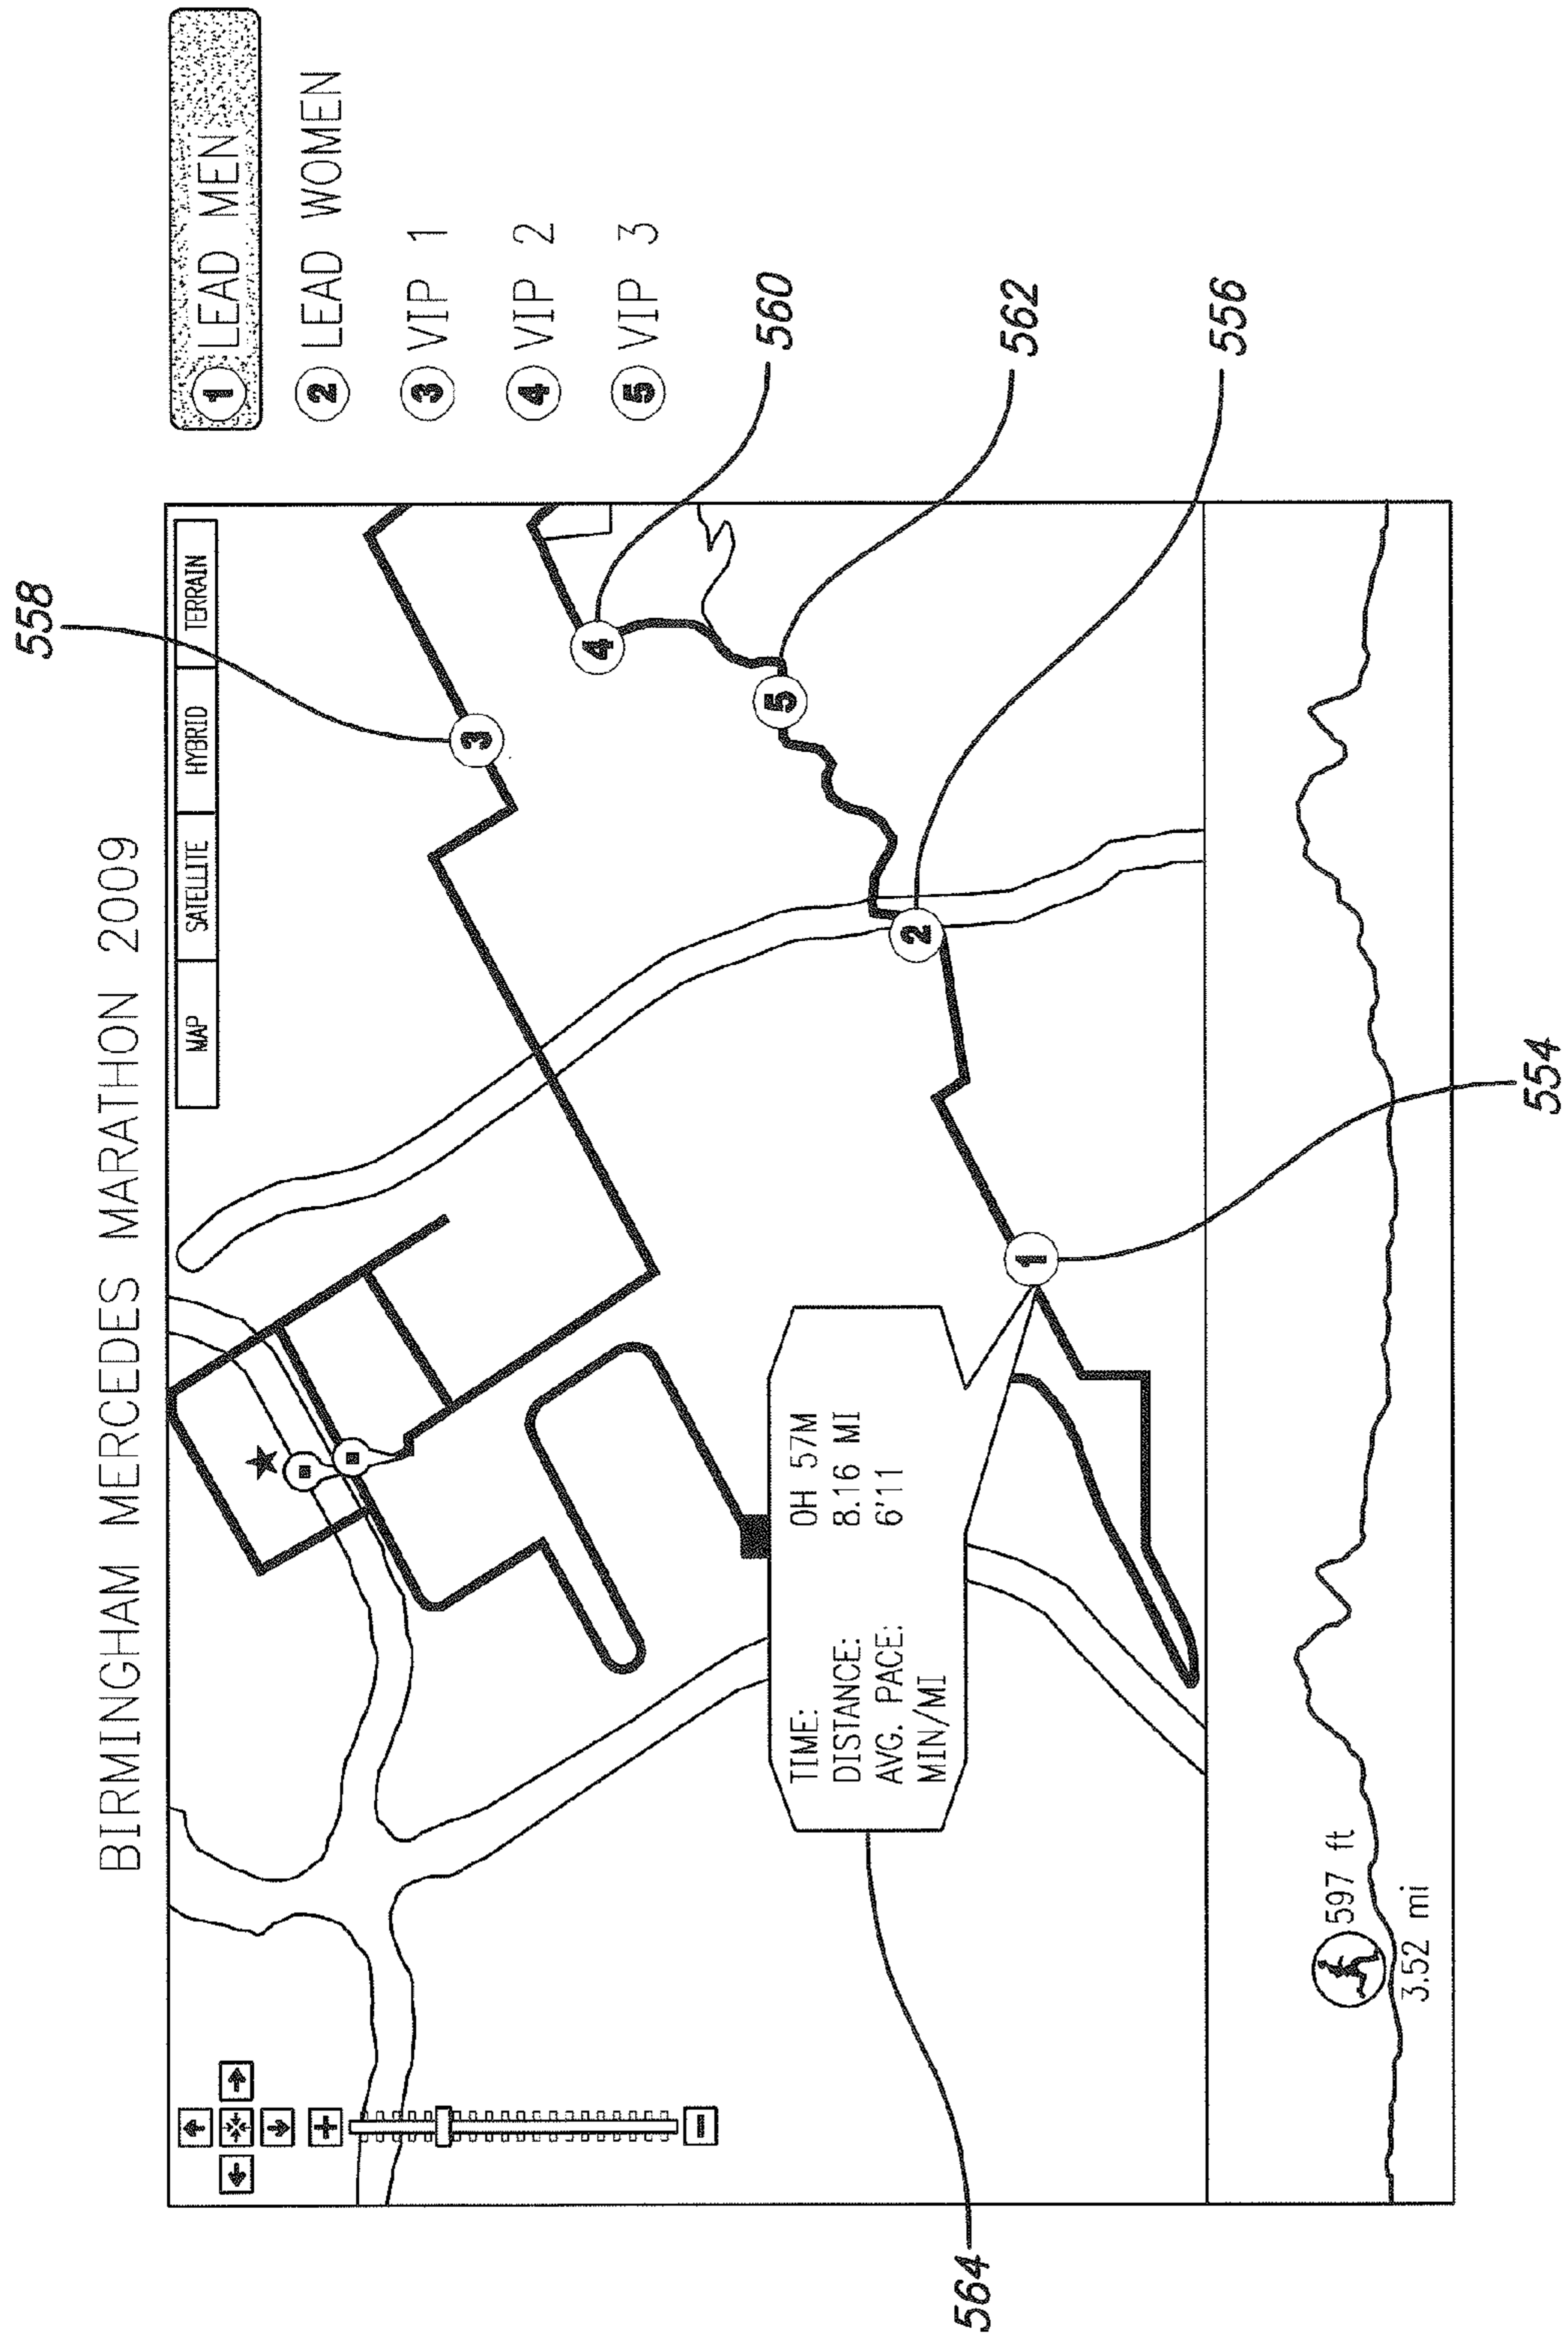 BIRMINGHAM MERCEDES MARATHON 2009
MAP SATELLITE HYBRID TERRAIN
558
1 LEAD MEN
2 LEAD WOMEN
3 VIP 1
4 VIP 2
5 VIP 3
+
−
3
4
5
2
1
560
562
556
TIME: 0H 57M
DISTANCE: 8.16 MI
AVG. PACE: 6'11
MIN/MI
564
554
597 ft
3.52 mi